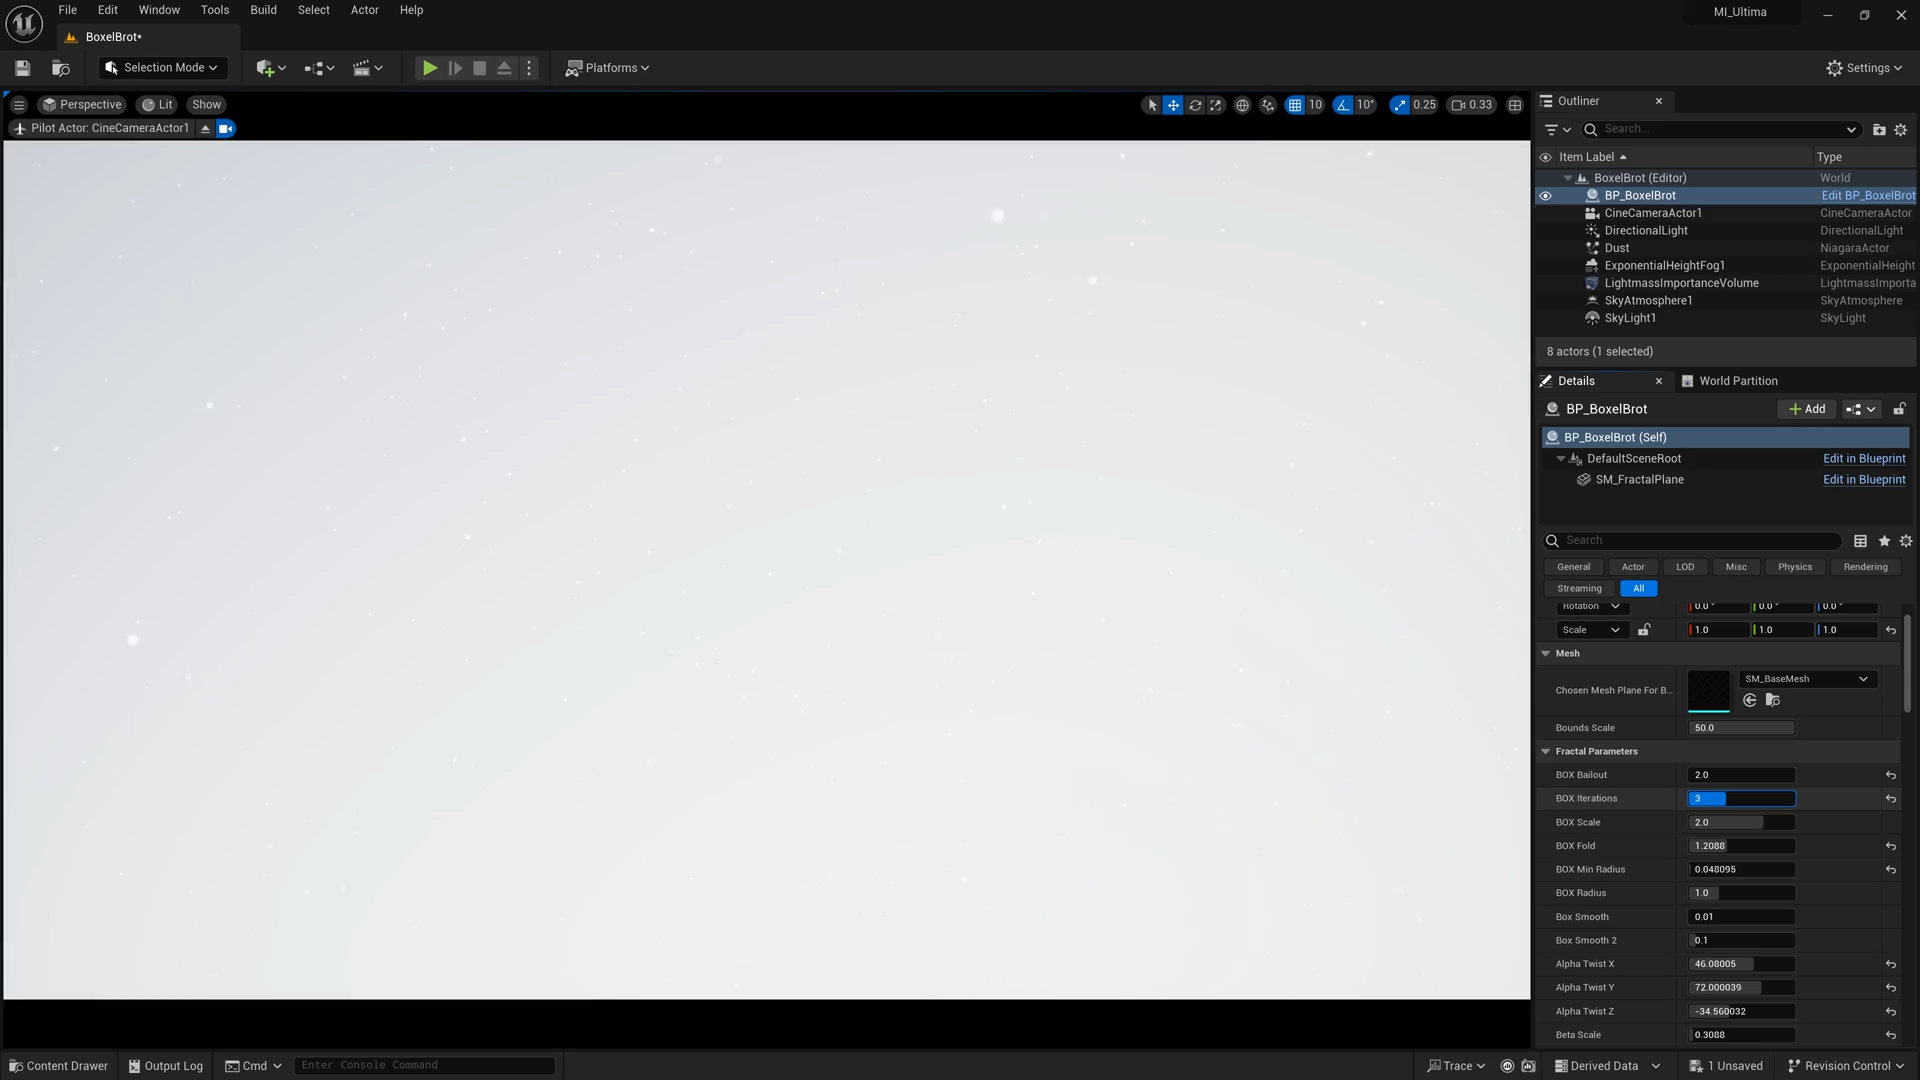 File Edit Window Tools Build Select Actor Help
MI_Ultima
BoxelBrot*
Selection Mode
Platforms
Settings
Perspective Lit Show
10 10° 0.25 0.33
Pilot Actor: CineCameraActor1
Outliner
Search...
Item Label Type
BoxelBrot (Editor) World
BP_BoxelBrot Edit BP_BoxelBrot
CineCameraActor1 CineCameraActor
DirectionalLight DirectionalLight
Dust NiagaraActor
ExponentialHeightFog1 ExponentialHeight
LightmassImportanceVolume LightmassImporta
SkyAtmosphere1 SkyAtmosphere
SkyLight1 SkyLight
8 actors (1 selected)
Details World Partition
BP_BoxelBrot Add
BP_BoxelBrot (Self)
DefaultSceneRoot Edit in Blueprint
SM_FractalPlane Edit in Blueprint
Search
General Actor LOD Misc Physics Rendering
Streaming All
Rotation 0.0° 0.0° 0.0°
Scale 1.0 1.0 1.0
Mesh
Chosen Mesh Plane For B... SM_BaseMesh
Bounds Scale 50.0
Fractal Parameters
BOX Bailout 2.0
BOX Iterations 3
BOX Scale 2.0
BOX Fold 1.2088
BOX Min Radius 0.048095
BOX Radius 1.0
Box Smooth 0.01
Box Smooth 2 0.1
Alpha Twist X 46.08005
Alpha Twist Y 72.000039
Alpha Twist Z -34.560032
Beta Scale 0.3088
Content Drawer Output Log Cmd Enter Console Command Trace Derived Data 1 Unsaved Revision Control